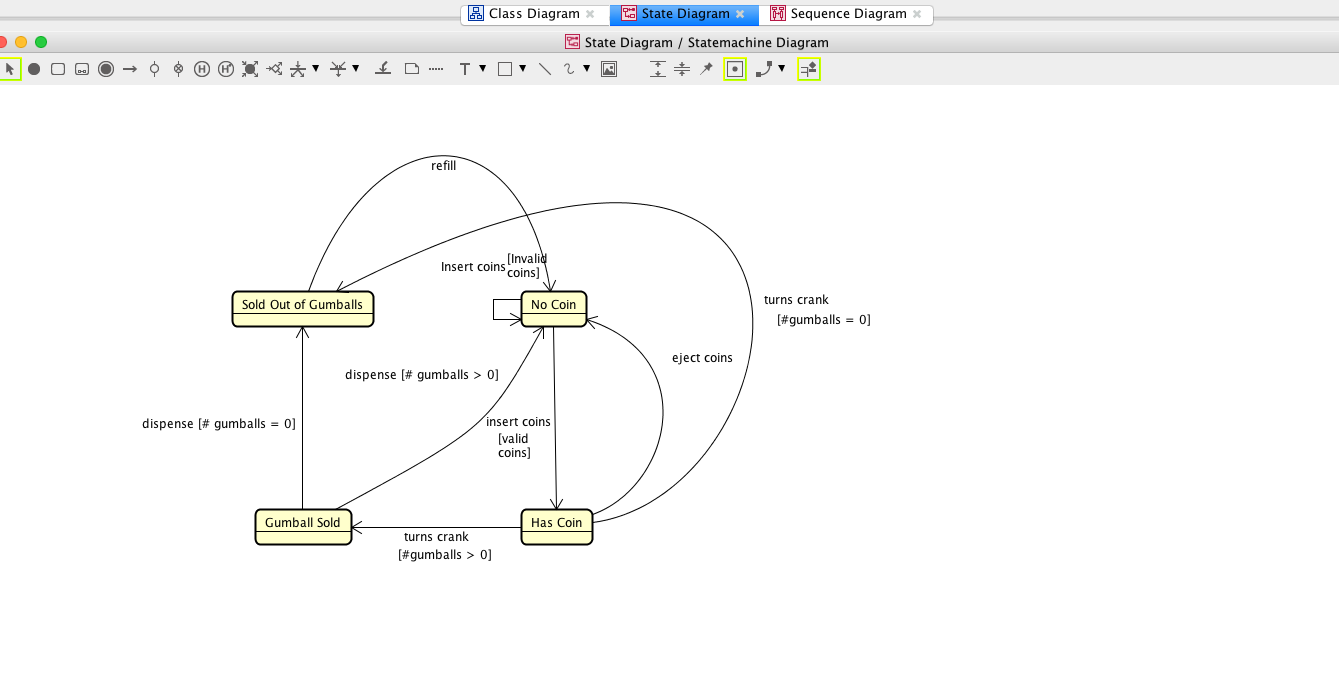 Class Diagram
State Diagram
Sequence Diagram
State Diagram / Statemachine Diagram
H
H*
T
refill
Insert coins
[Invalid
coins]
Sold Out of Gumballs
No Coin
turns crank
[#gumballs = 0]
eject coins
dispense [# gumballs > 0]
dispense [# gumballs = 0]
insert coins
[valid
coins]
Gumball Sold
Has Coin
turns crank
[#gumballs > 0]